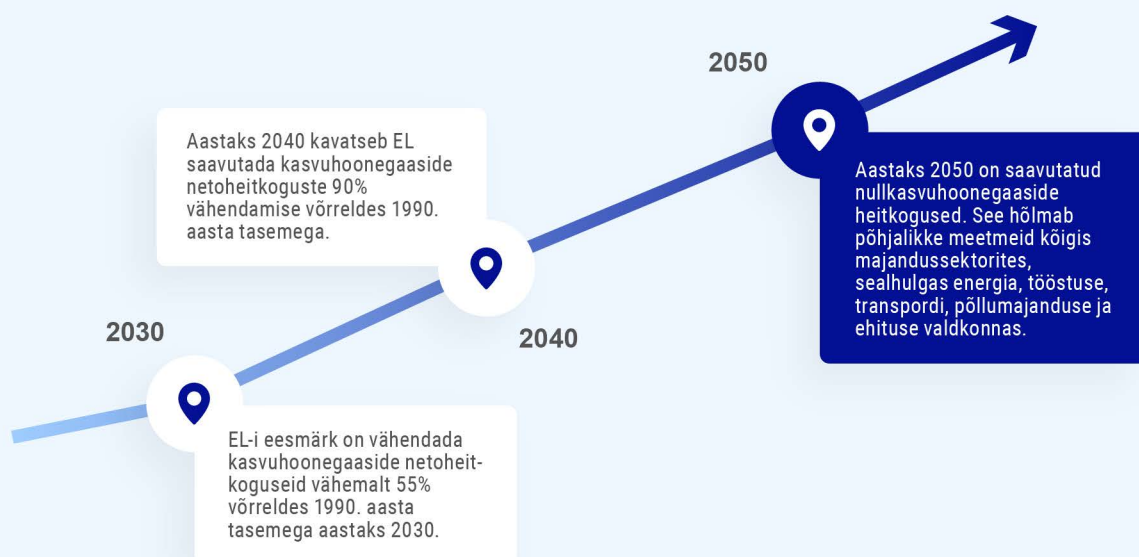 2030
EL-i eesmärk on vähendada
kasvuhoonegaaside netoheit-
koguseid vähemalt 55%
võrreldes 1990. aasta
tasemega aastaks 2030.
Aastaks 2040 kavatseb EL
saavutada kasvuhoonegaaside
netoheitkoguste 90%
vähendamise võrreldes 1990.
aasta tasemega.
2040
2050
Aastaks 2050 on saavutatud
nullkasvuhoonegaaside
heitkogused. See hõlmab
põhjalikke meetmeid kõigis
majandussektorites,
sealhulgas energia, tööstuse,
transpordi, põllumajanduse ja
ehituse valdkonnas.